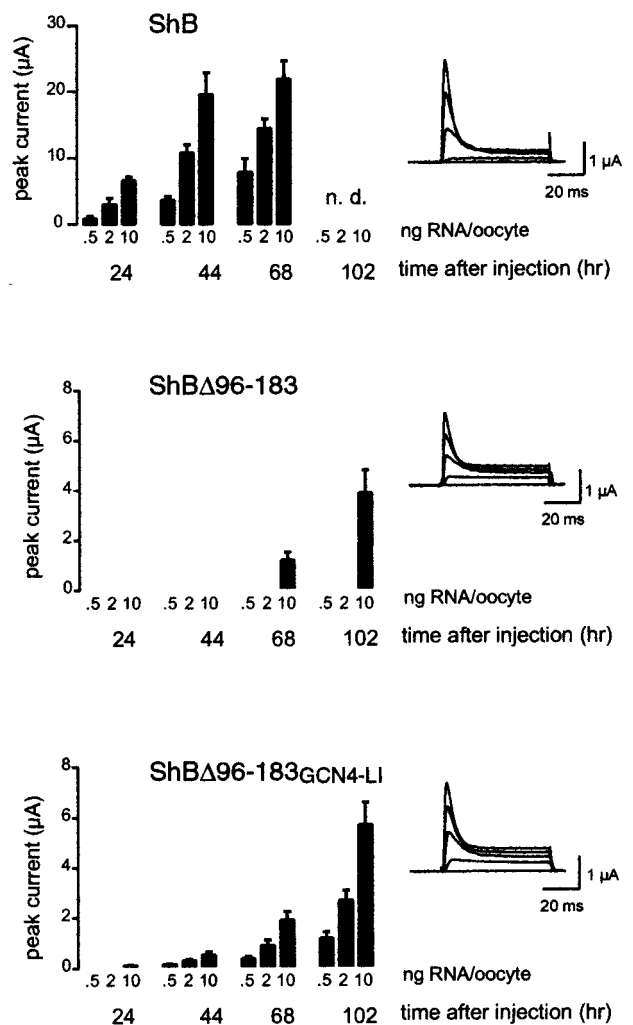 ShB
peak current (µA)
30
20
10
0
n. d.
.5 2 10 .5 2 10 .5 2 10 .5 2 10 ng RNA/oocyte
24 44 68 102 time after injection (hr)
1 µA
20 ms
ShBΔ96-183
peak current (µA)
8
6
4
2
0
.5 2 10 .5 2 10 .5 2 10 .5 2 10 ng RNA/oocyte
24 44 68 102 time after injection (hr)
1 µA
20 ms
ShBΔ96-183GCN4-LI
peak current (µA)
8
6
4
2
0
.5 2 10 .5 2 10 .5 2 10 .5 2 10 ng RNA/oocyte
24 44 68 102 time after injection (hr)
1 µA
20 ms